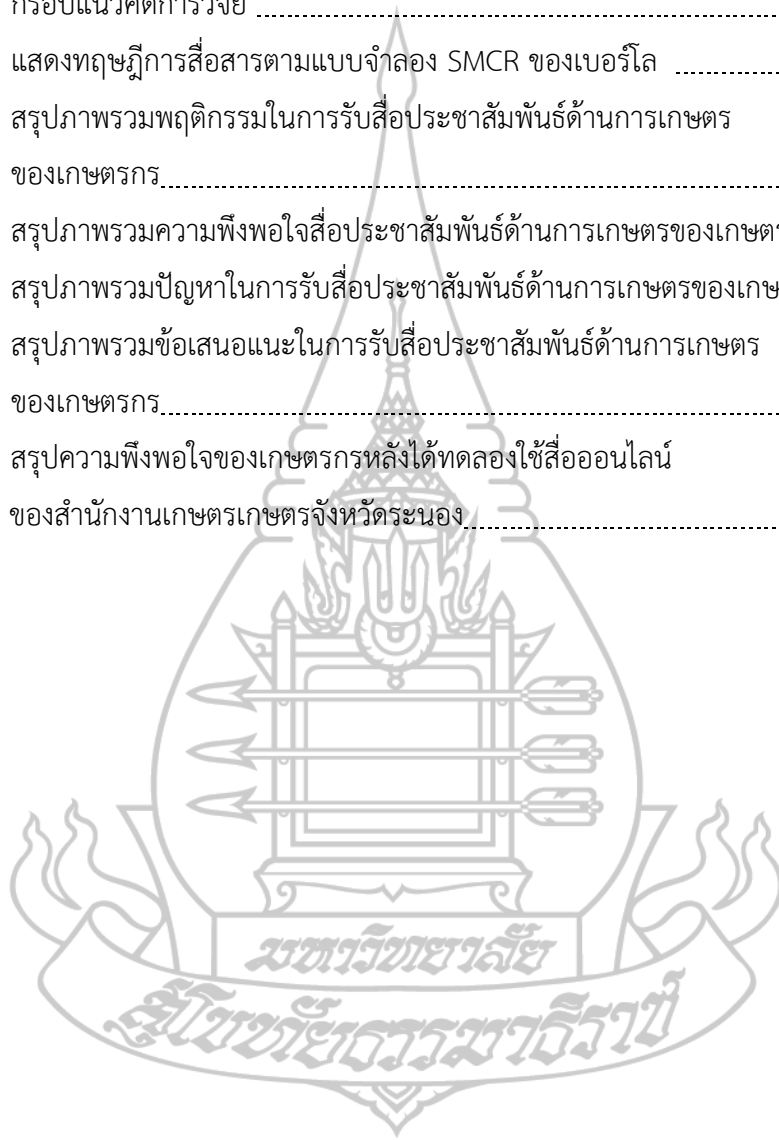 กรอบแนวคิดการวิจัย
แสดงทฤษฎีการสื่อสารตามแบบจำลอง SMCR ของเบอร์โล
สรุปภาพรวมพฤติกรรมในการรับสื่อประชาสัมพันธ์ด้านการเกษตร
ของเกษตรกร
สรุปภาพรวมความพึงพอใจสื่อประชาสัมพันธ์ด้านการเกษตรของเกษตร
สรุปภาพรวมปัญหาในการรับสื่อประชาสัมพันธ์ด้านการเกษตรของเกษ
สรุปภาพรวมข้อเสนอแนะในการรับสื่อประชาสัมพันธ์ด้านการเกษตร
ของเกษตรกร
สรุปความพึงพอใจของเกษตรกรหลังได้ทดลองใช้สื่อออนไลน์
ของสำนักงานเกษตรเกษตรจังหวัดระนอง
มหาวิทยาลัย
สุโขทัยธรรมาธิราช